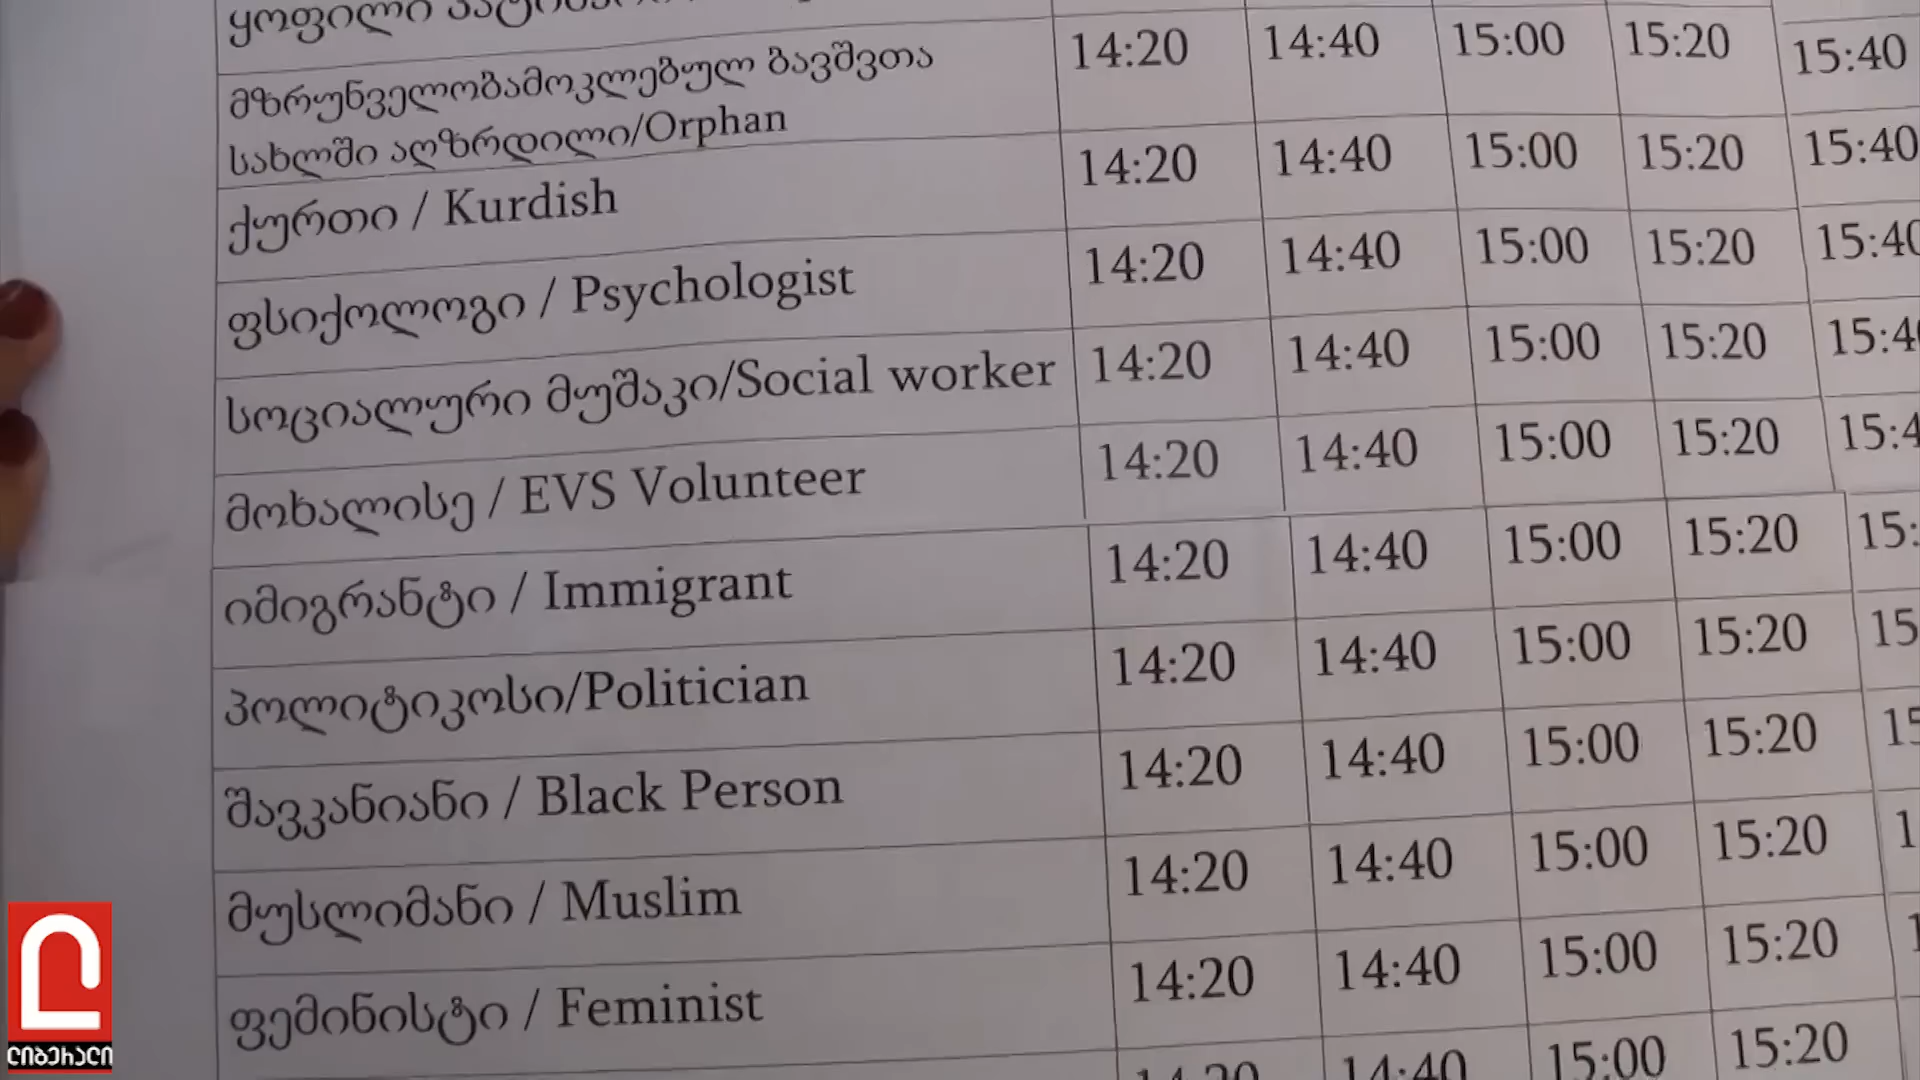 ყოფილი
მზრუნველობამოკლებულ ბავშვთა
სახლში აღზრდილი/Orphan 14:20 14:40 15:00 15:20 15:40
ქურთი / Kurdish 14:20 14:40 15:00 15:20 15:40
ფსიქოლოგი / Psychologist 14:20 14:40 15:00 15:20 15:40
სოციალური მუშაკი/Social worker 14:20 14:40 15:00 15:20 15:4
მოხალისე / EVS Volunteer 14:20 14:40 15:00 15:20 15:4
იმიგრანტი / Immigrant 14:20 14:40 15:00 15:20 15:
პოლიტიკოსი/Politician 14:20 14:40 15:00 15:20 15
შავკანიანი / Black Person 14:20 14:40 15:00 15:20 15
მუსლიმანი / Muslim 14:20 14:40 15:00 15:20 1
ფემინისტი / Feminist 14:20 14:40 15:00 15:20 1
14:20 14:40 15:00 15:20
ლიბერალი